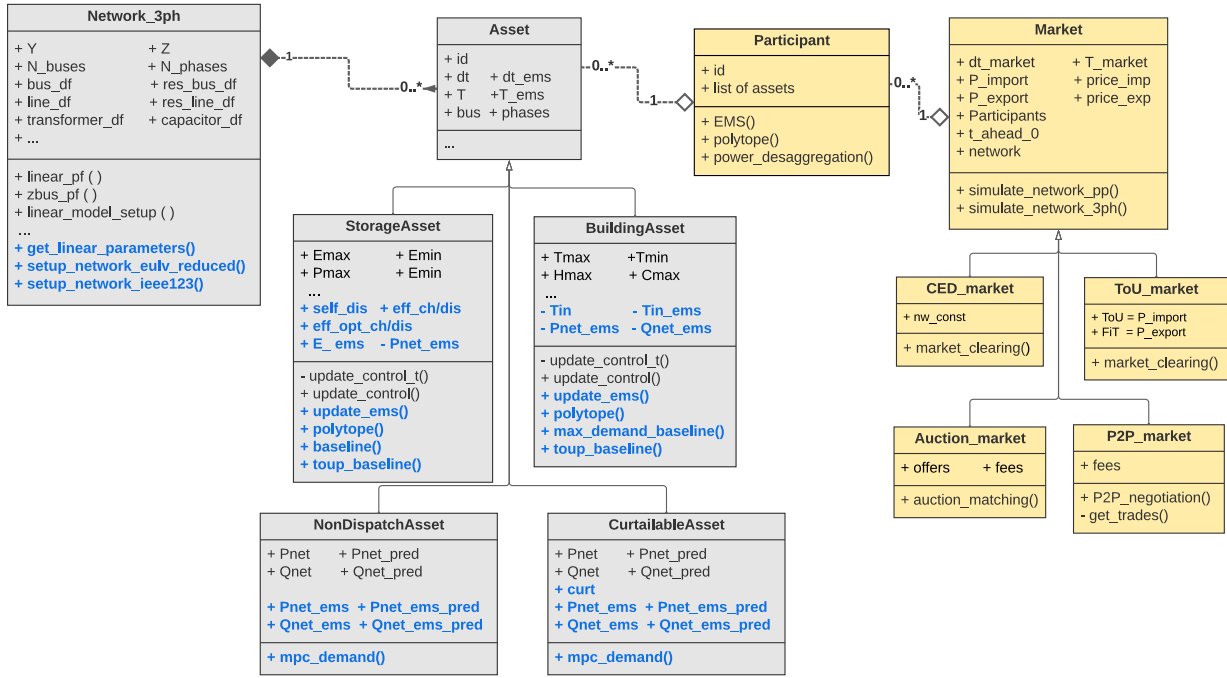 Network_3ph
+ Y + Z
+ N_buses + N_phases
+ bus_df + res_bus_df
+ line_df + res_line_df
+ transformer_df + capacitor_df
+ ...
+ linear_pf ( )
+ zbus_pf ( )
+ linear_model_setup ( )
...
+ get_linear_parameters()
+ setup_network_eulv_reduced()
+ setup_network_ieee123()
1
0..*
Asset
+ id
+ dt + dt_ems
+ T +T_ems
+ bus + phases
...
0..*
1
Participant
+ id
+ list of assets
+ EMS()
+ polytope()
+ power_desaggregation()
0..*
1
Market
+ dt_market + T_market
+ P_import + price_imp
+ P_export + price_exp
+ Participants
+ t_ahead_0
+ network
+ simulate_network_pp()
+ simulate_network_3ph()
StorageAsset
+ Emax + Emin
+ Pmax + Emin
...
+ self_dis + eff_ch/dis
+ eff_opt_ch/dis
+ E_ ems - Pnet_ems
- update_control_t()
+ update_control()
+ update_ems()
+ polytope()
+ baseline()
+ toup_baseline()
BuildingAsset
+ Tmax +Tmin
+ Hmax + Cmax
...
- Tin - Tin_ems
- Pnet_ems - Qnet_ems
- update_control_t()
+ update_control()
+ update_ems()
+ polytope()
+ max_demand_baseline()
+ toup_baseline()
CED_market
+ nw_const
+ market_clearing()
ToU_market
+ ToU = P_import
+ FiT = P_export
+ market_clearing()
Auction_market
+ offers + fees
+ auction_matching()
P2P_market
+ fees
+ P2P_negotiation()
- get_trades()
NonDispatchAsset
+ Pnet + Pnet_pred
+ Qnet + Qnet_pred
+ Pnet_ems + Pnet_ems_pred
+ Qnet_ems + Qnet_ems_pred
+ mpc_demand()
CurtailableAsset
+ Pnet + Pnet_pred
+ Qnet + Qnet_pred
+ curt
+ Pnet_ems + Pnet_ems_pred
+ Qnet_ems + Qnet_ems_pred
+ mpc_demand()